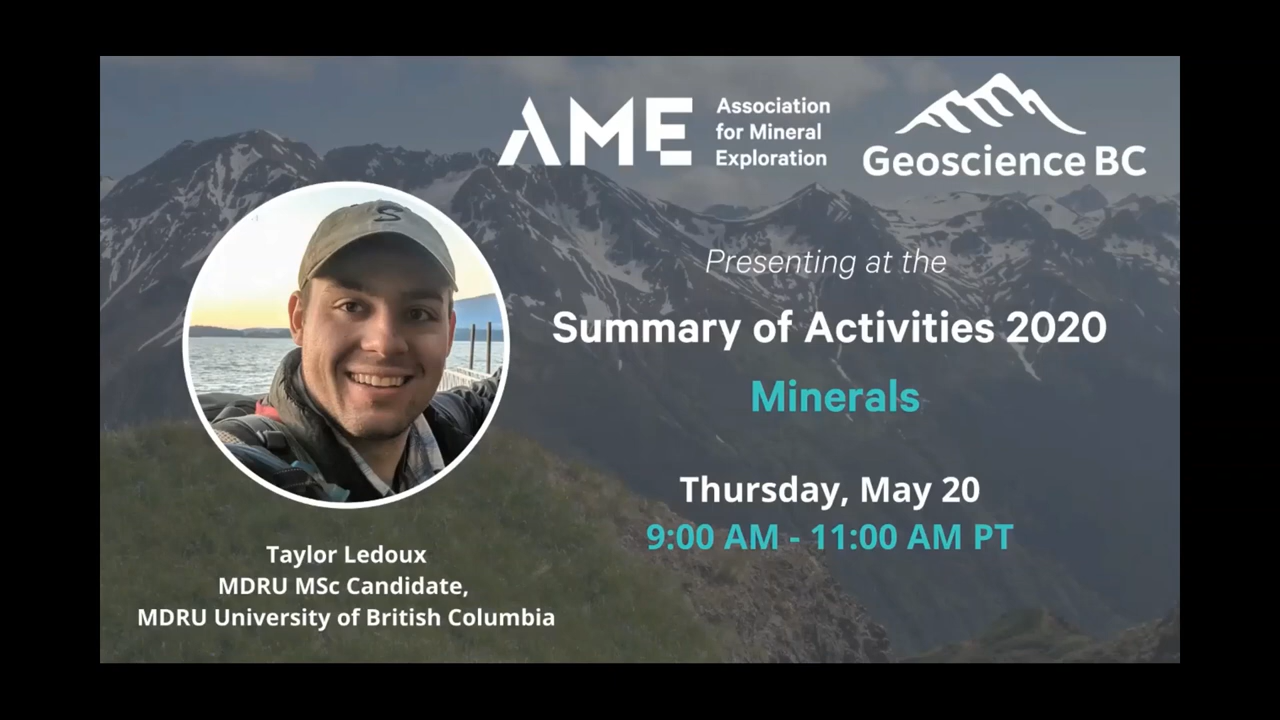 AME
Association
for Mineral
Exploration
Geoscience BC
Presenting at the
Summary of Activities 2020
Minerals
Thursday, May 20
9:00 AM - 11:00 AM PT
S
Taylor Ledoux
MDRU MSc Candidate,
MDRU University of British Columbia